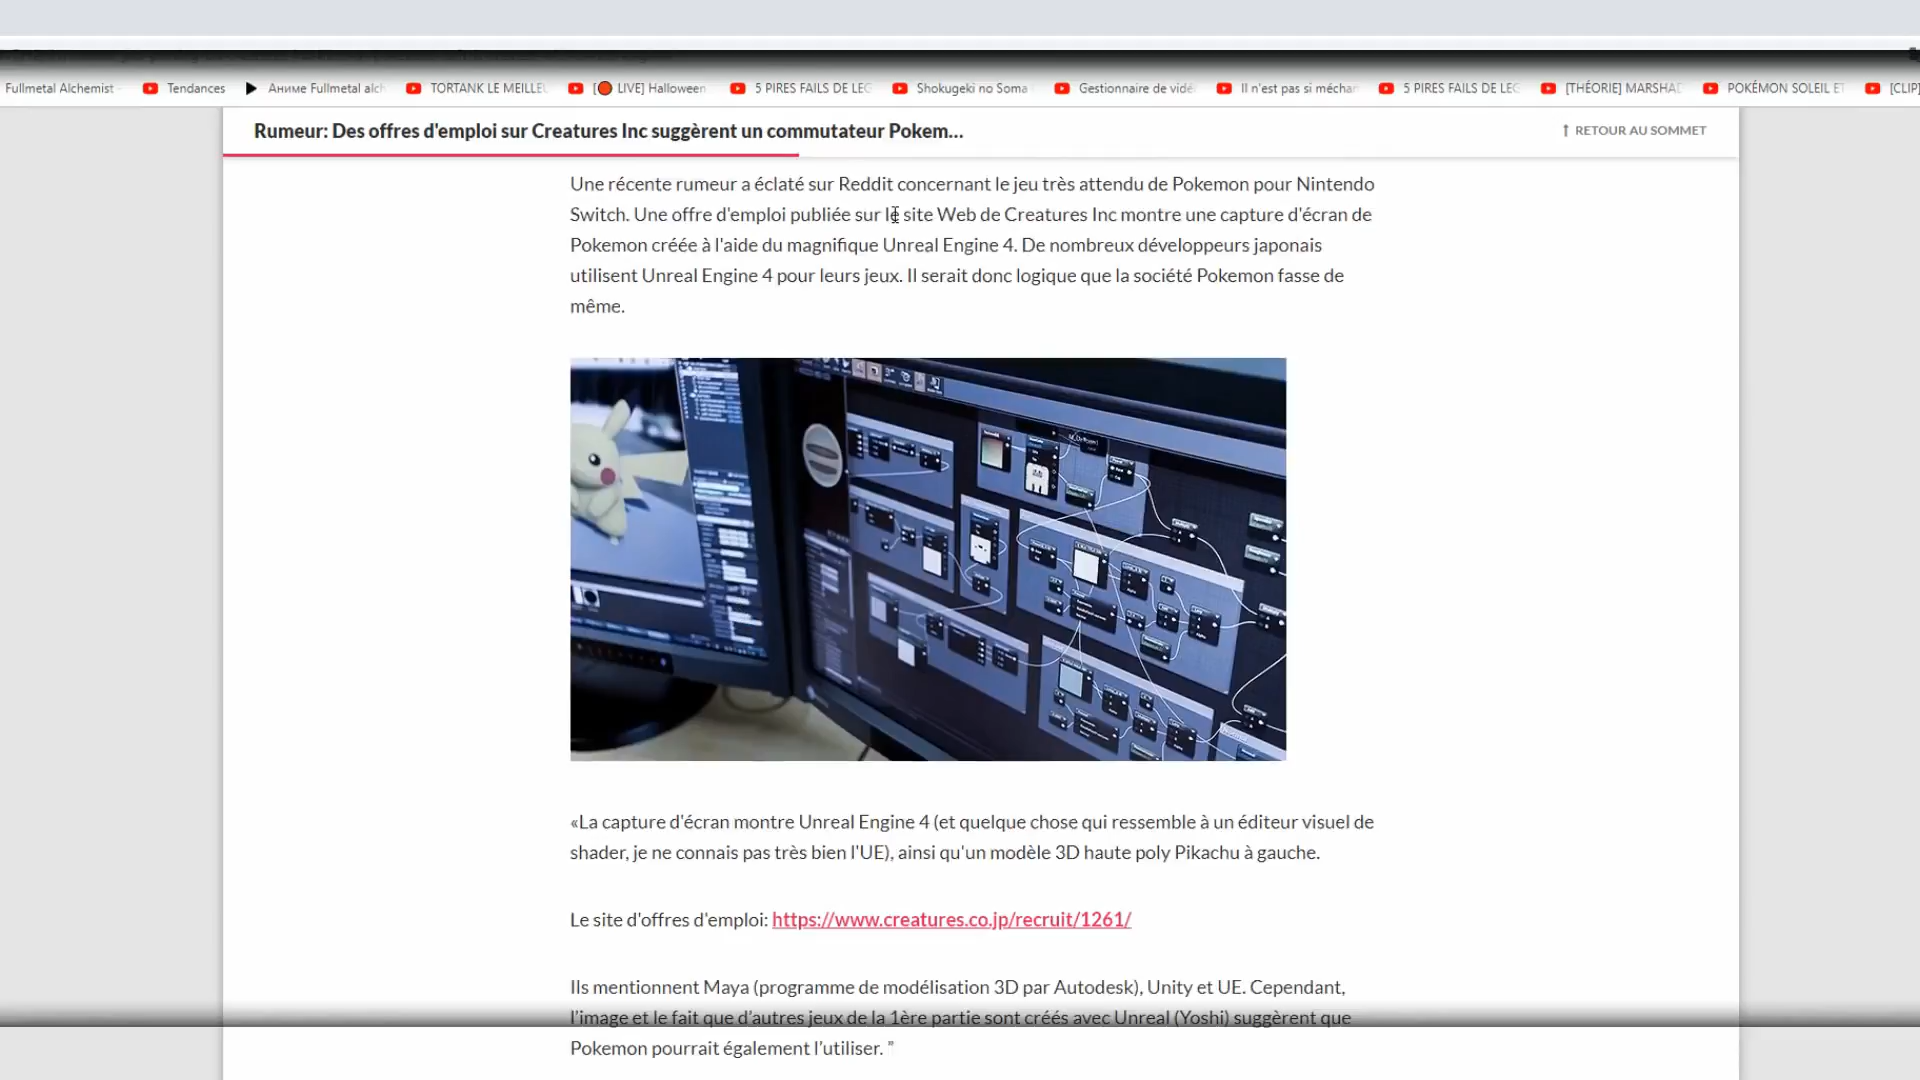 Fullmetal Alchemist
Tendances
Аниме Fullmetal alch
TORTANK LE MEILLEU
[🔴 LIVE] Halloween
5 PIRES FAILS DE LEG
Shokugeki no Soma
Gestionnaire de vidé
Il n'est pas si méchan
5 PIRES FAILS DE LEG
[THÉORIE] MARSHAD
POKÉMON SOLEIL ET
[CLIP]
Rumeur: Des offres d'emploi sur Creatures Inc suggèrent un commutateur Pokem...
↑ RETOUR AU SOMMET
Une récente rumeur a éclaté sur Reddit concernant le jeu très attendu de Pokemon pour Nintendo
Switch. Une offre d'emploi publiée sur le site Web de Creatures Inc montre une capture d'écran de
Pokemon créée à l'aide du magnifique Unreal Engine 4. De nombreux développeurs japonais
utilisent Unreal Engine 4 pour leurs jeux. Il serait donc logique que la société Pokemon fasse de
même.
«La capture d'écran montre Unreal Engine 4 (et quelque chose qui ressemble à un éditeur visuel de
shader, je ne connais pas très bien l'UE), ainsi qu'un modèle 3D haute poly Pikachu à gauche.
Le site d'offres d'emploi: https://www.creatures.co.jp/recruit/1261/
Ils mentionnent Maya (programme de modélisation 3D par Autodesk), Unity et UE. Cependant,
l'image et le fait que d'autres jeux de la 1ère partie sont créés avec Unreal (Yoshi) suggèrent que
Pokemon pourrait également l'utiliser. ”